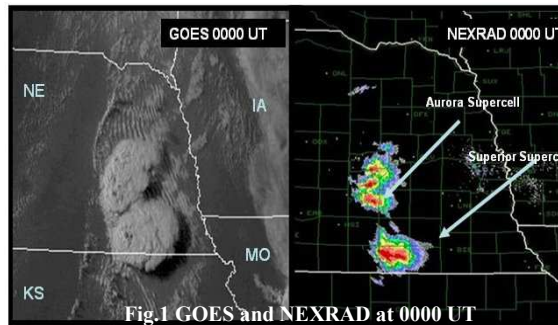 GOES 0000 UT
NE
IA
MO
KS
NEXRAD 0000 UT
Aurora Supercell
Superior Superc
Fig.1 GOES and NEXRAD at 0000 UT